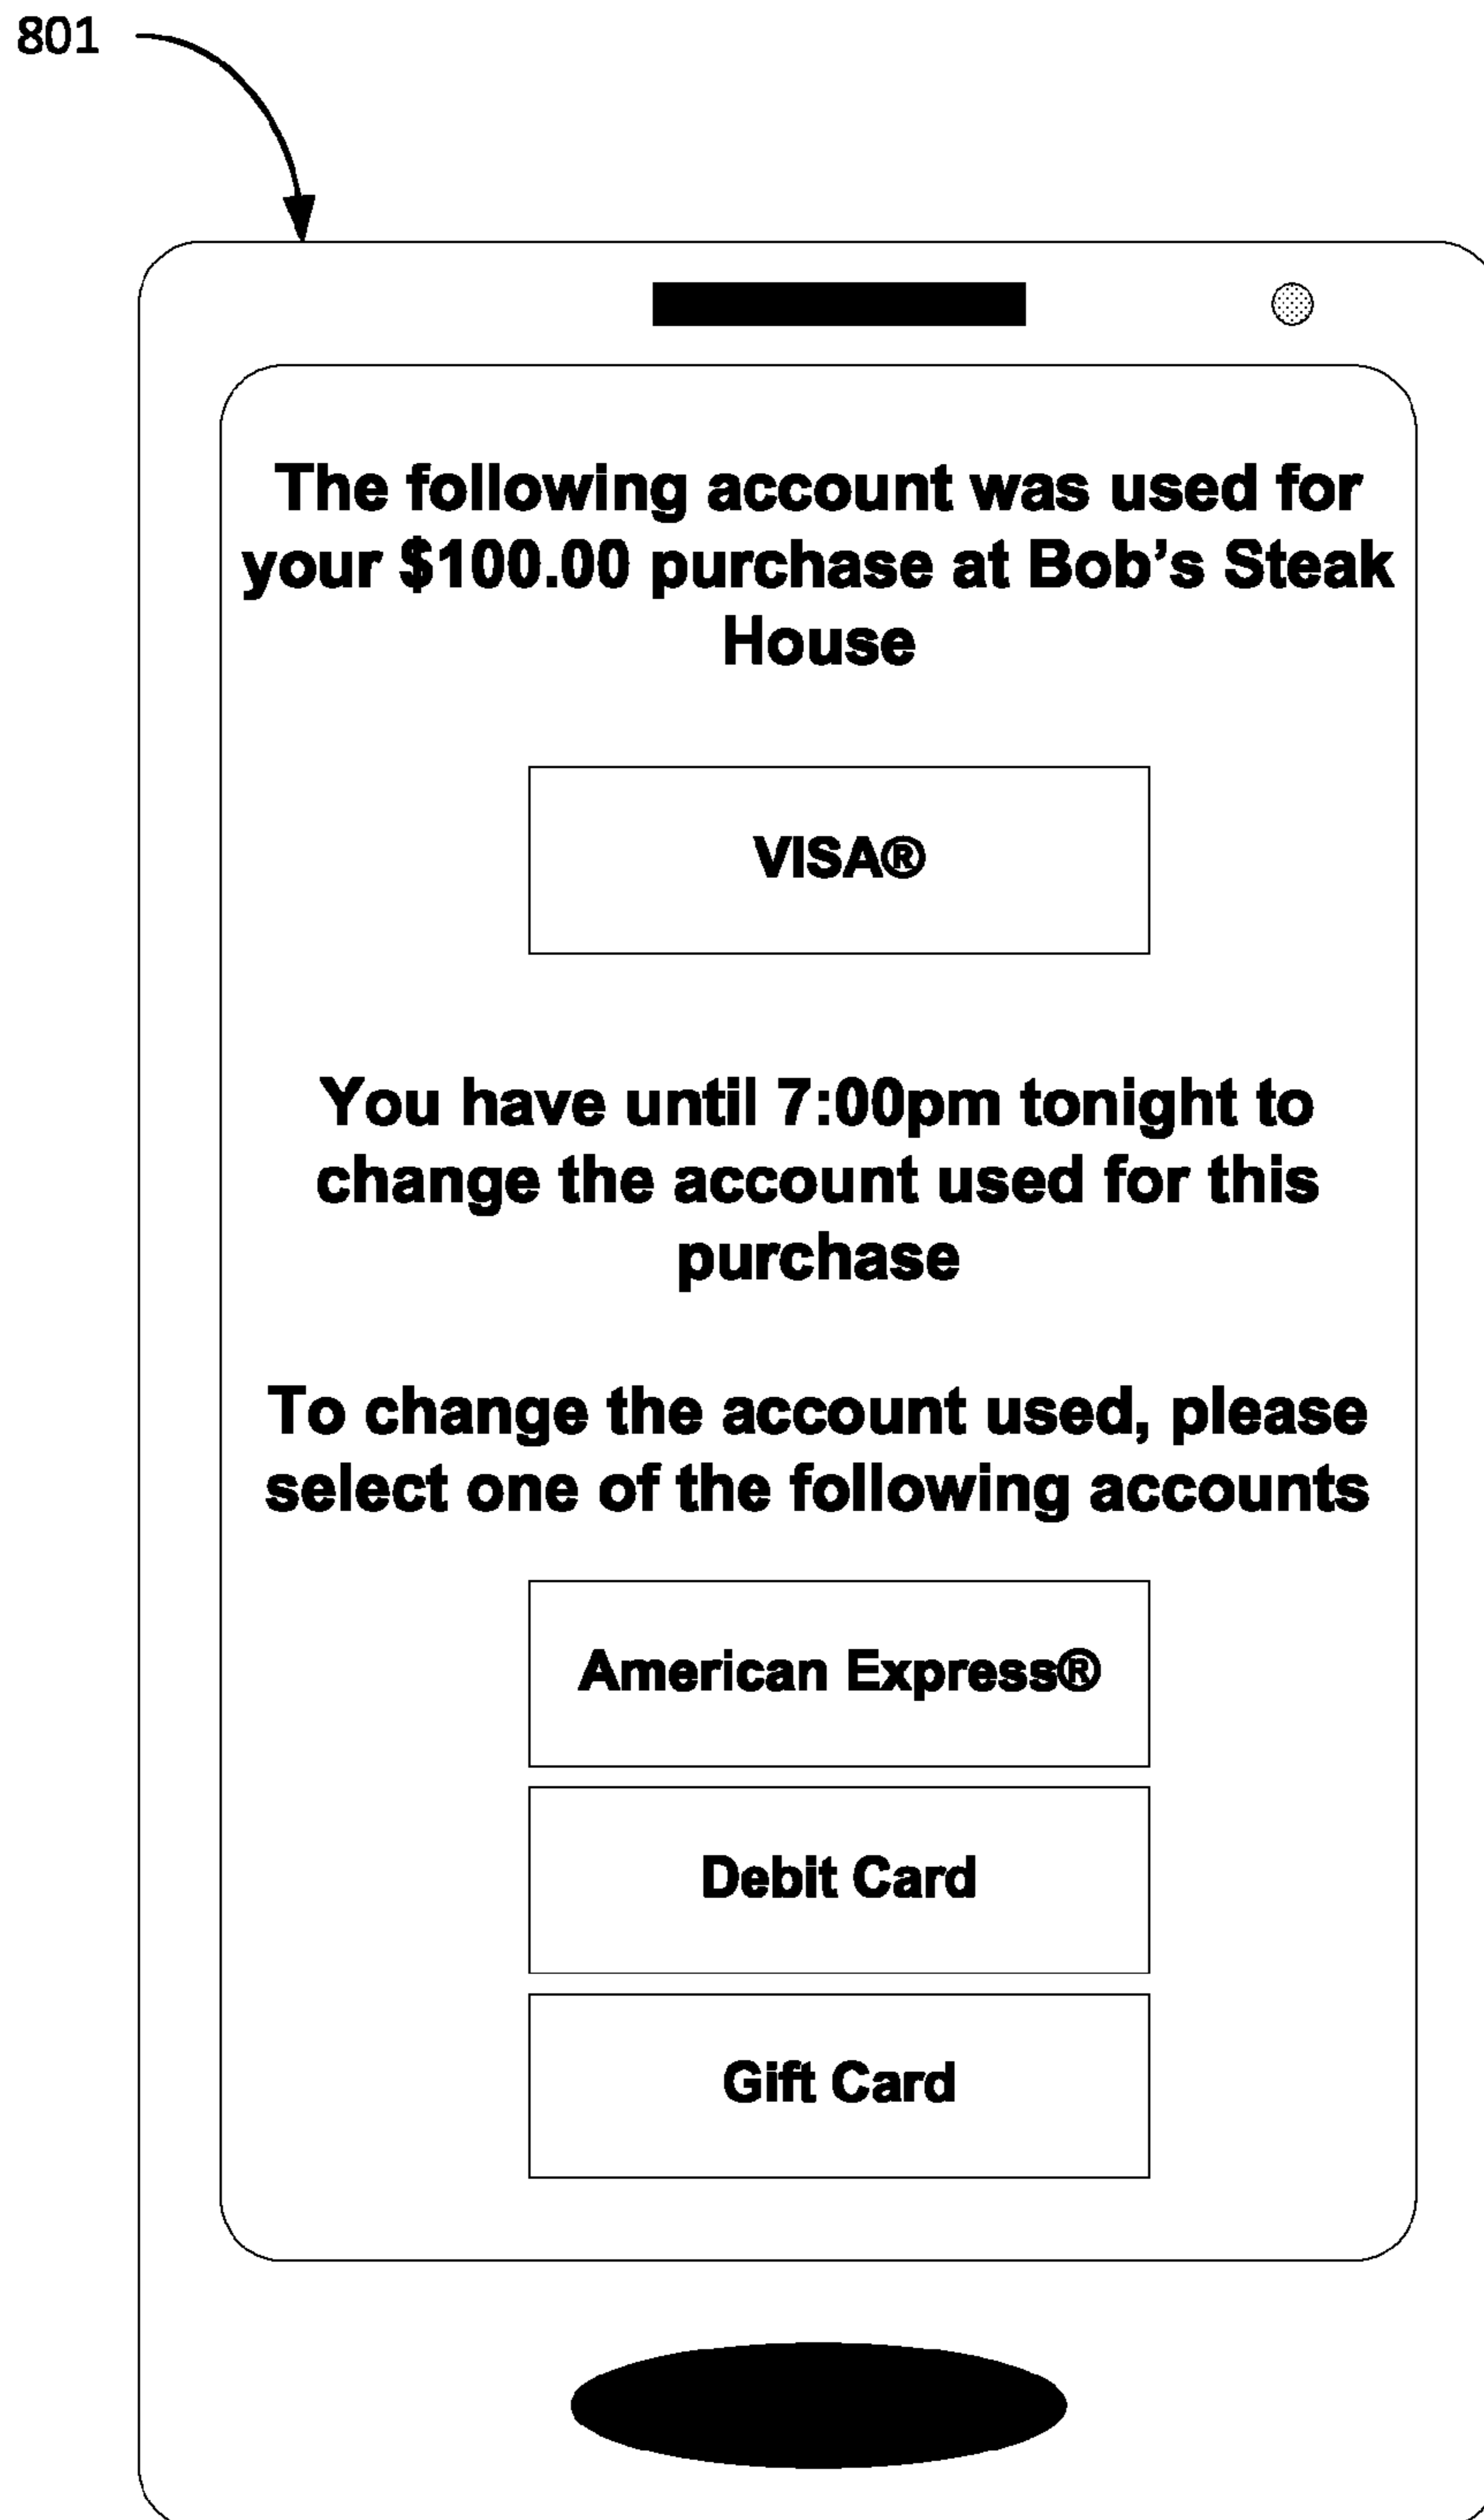 801
The following account was used for
your $100.00 purchase at Bob’s Steak
House
VISA®
You have until 7:00pm tonight to
change the account used for this
purchase
To change the account used, please
select one of the following accounts
American Express®
Debit Card
Gift Card